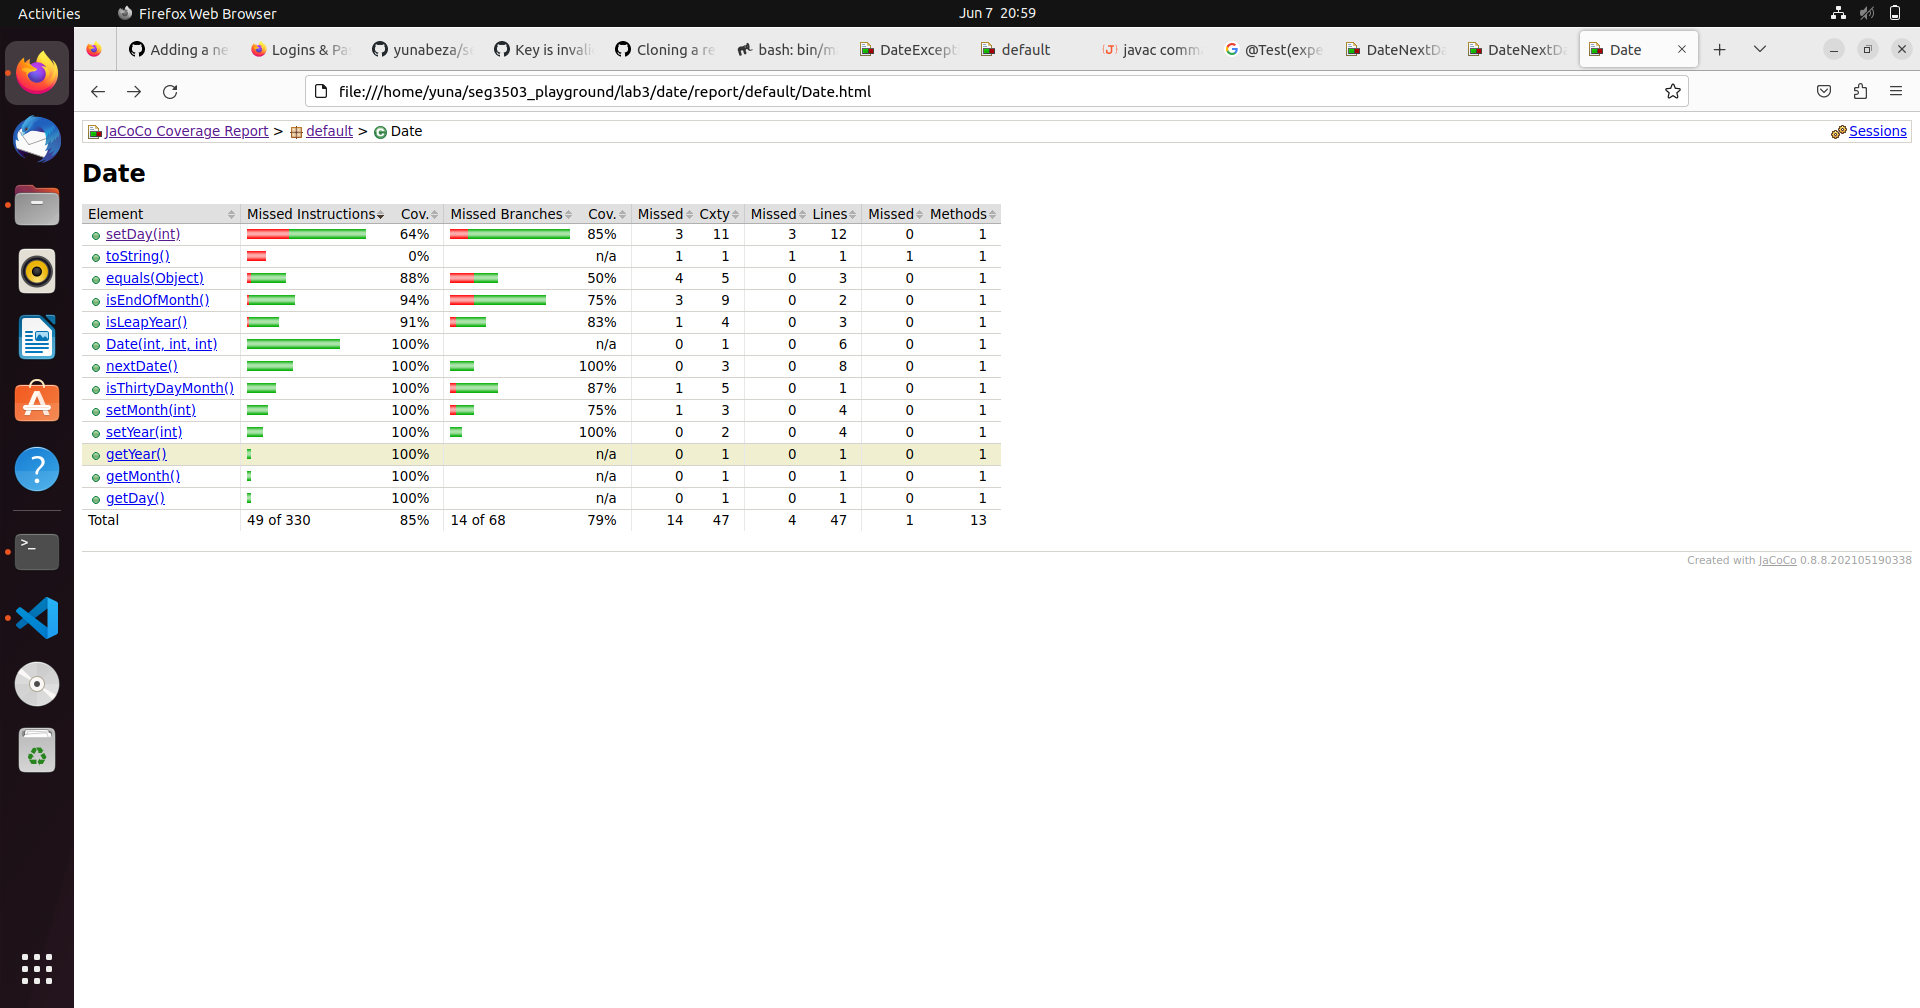 Activities Firefox Web Browser Jun 7 20:59
Adding a ne Logins & Pa yunabeza/s Key is invali Cloning a re bash: bin/m DateExcept default javac comm @Test(expe DateNextDa DateNextDa Date
file:///home/yuna/seg3503_playground/lab3/date/report/default/Date.html
JaCoCo Coverage Report > default > Date Sessions
Date
Element Missed Instructions Cov. Missed Branches Cov. Missed Cxty Missed Lines Missed Methods
setDay(int) 64% 85% 3 11 3 12 0 1
toString() 0% n/a 1 1 1 1 1 1
equals(Object) 88% 50% 4 5 0 3 0 1
isEndOfMonth() 94% 75% 3 9 0 2 0 1
isLeapYear() 91% 83% 1 4 0 3 0 1
Date(int, int, int) 100% n/a 0 1 0 6 0 1
nextDate() 100% 100% 0 3 0 8 0 1
isThirtyDayMonth() 100% 87% 1 5 0 1 0 1
setMonth(int) 100% 75% 1 3 0 4 0 1
setYear(int) 100% 100% 0 2 0 4 0 1
getYear() 100% n/a 0 1 0 1 0 1
getMonth() 100% n/a 0 1 0 1 0 1
getDay() 100% n/a 0 1 0 1 0 1
Total 49 of 330 85% 14 of 68 79% 14 47 4 47 1 13
Created with JaCoCo 0.8.8.202105190338